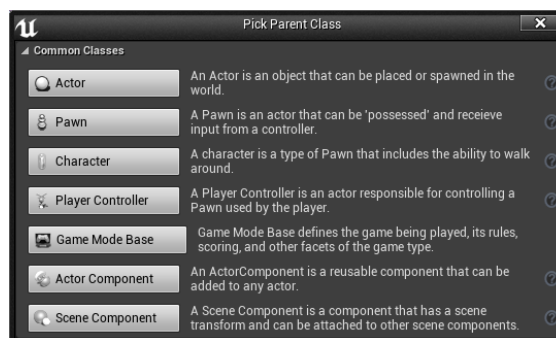 Pick Parent Class
Common Classes
Actor
An Actor is an object that can be placed or spawned in the
world.
Pawn
A Pawn is an actor that can be 'possessed' and receieve
input from a controller.
Character
A character is a type of Pawn that includes the ability to walk
around.
Player Controller
A Player Controller is an actor responsible for controlling a
Pawn used by the player.
Game Mode Base
Game Mode Base defines the game being played, its rules,
scoring, and other facets of the game type.
Actor Component
An ActorComponent is a reusable component that can be
added to any actor.
Scene Component
A Scene Component is a component that has a scene
transform and can be attached to other scene components.